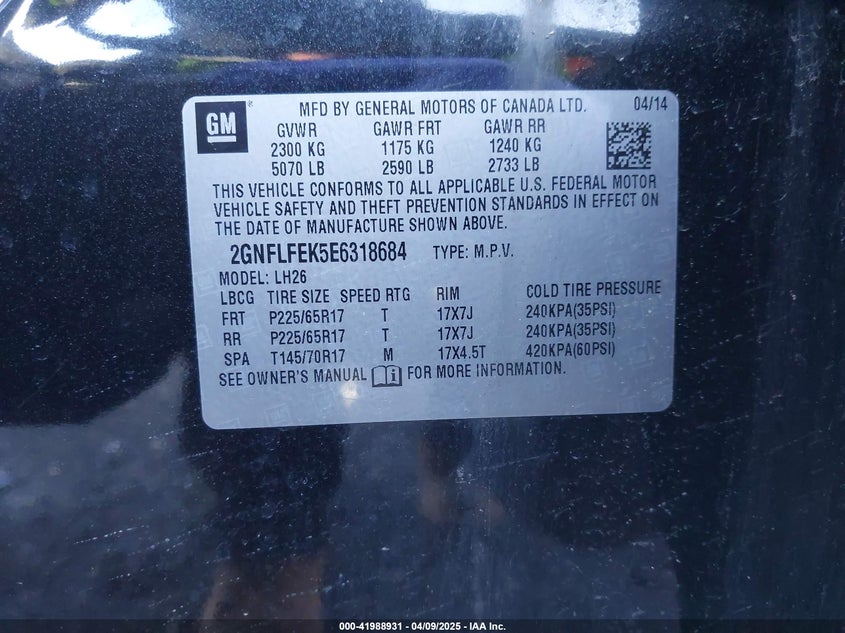 GM ® MFD BY GENERAL MOTORS OF CANADA LTD. 04/14
GVWR GAWR FRT GAWR RR
2300 KG 1175 KG 1240 KG
5070 LB 2590 LB 2733 LB
THIS VEHICLE CONFORMS TO ALL APPLICABLE U.S. FEDERAL MOTOR
VEHICLE SAFETY AND THEFT PREVENTION STANDARDS IN EFFECT ON
THE DATE OF MANUFACTURE SHOWN ABOVE.
2GNFLFEK5E6318684 TYPE: M.P.V.
MODEL: LH26
LBCG TIRE SIZE SPEED RTG RIM COLD TIRE PRESSURE
FRT P225/65R17 T 17X7J 240KPA(35PSI)
RR P225/65R17 T 17X7J 240KPA(35PSI)
SPA T145/70R17 M 17X4.5T 420KPA(60PSI)
SEE OWNER'S MANUAL i FOR MORE INFORMATION.
000-41988931 - 04/09/2025 - IAA Inc.